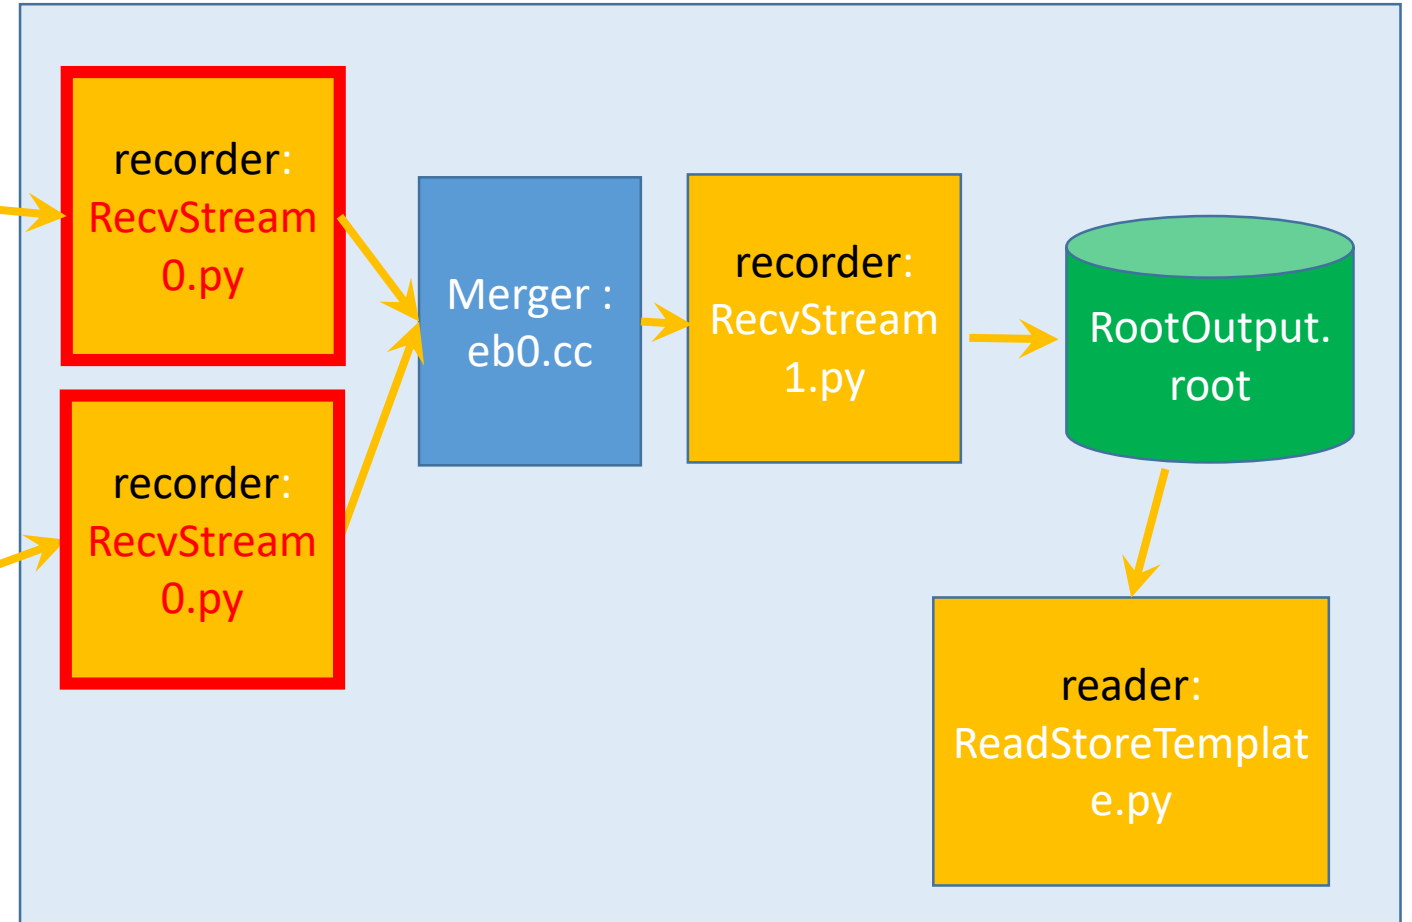 recorder:
RecvStream
0.py
recorder:
RecvStream
0.py
Merger :
eb0.cc
recorder:
RecvStream
1.py
RootOutput.
root
reader:
ReadStoreTemplat
e.py